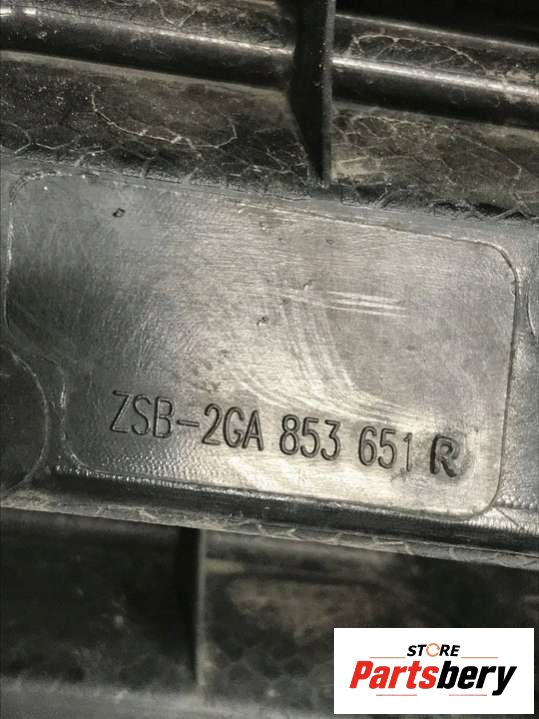 ZSB-2GA 853 651 R
STORE
Partsbery